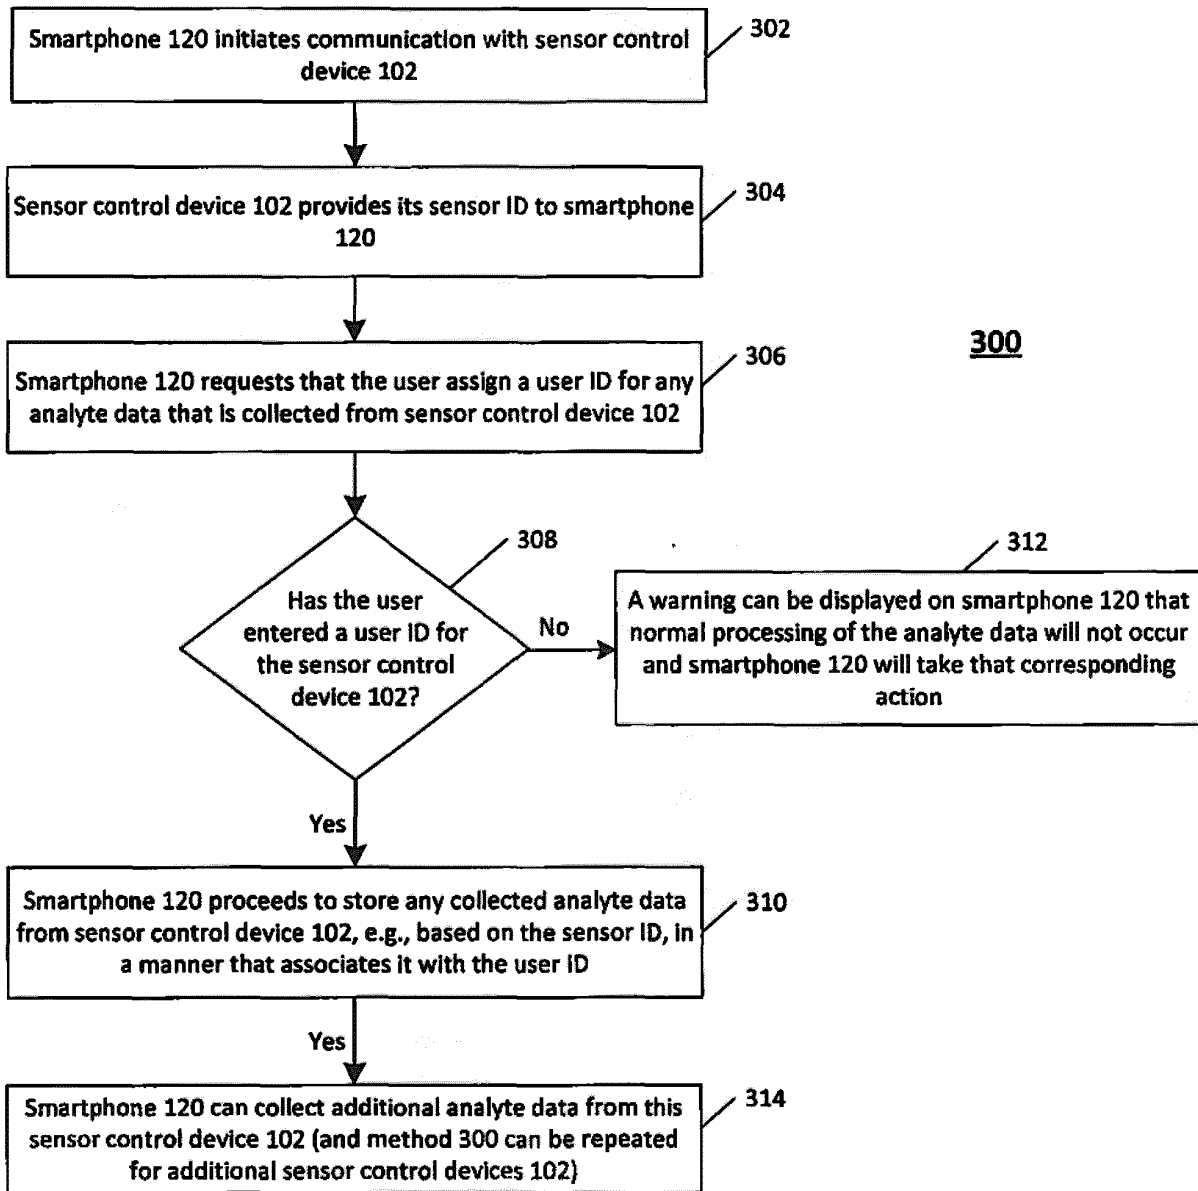 Smartphone 120 initiates communication with sensor control
device 102
302
Sensor control device 102 provides its sensor ID to smartphone
120
304
Smartphone 120 requests that the user assign a user ID for any
analyte data that is collected from sensor control device 102
306
300
Has the user
entered a user ID for
the sensor control
device 102?
308
No
A warning can be displayed on smartphone 120 that
normal processing of the analyte data will not occur
and smartphone 120 will take that corresponding
action
312
Yes
Smartphone 120 proceeds to store any collected analyte data
from sensor control device 102, e.g., based on the sensor ID, in
a manner that associates it with the user ID
310
Yes
Smartphone 120 can collect additional analyte data from this
sensor control device 102 (and method 300 can be repeated
for additional sensor control devices 102)
314